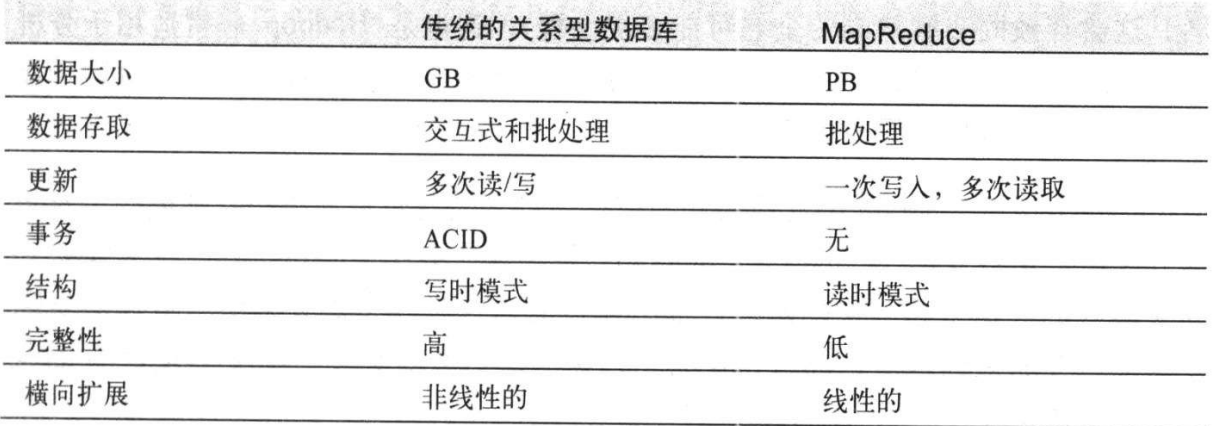 传统的关系型数据库 MapReduce
数据大小 GB PB
数据存取 交互式和批处理 批处理
更新 多次读/写 一次写入，多次读取
事务 ACID 无
结构 写时模式 读时模式
完整性 高 低
横向扩展 非线性的 线性的